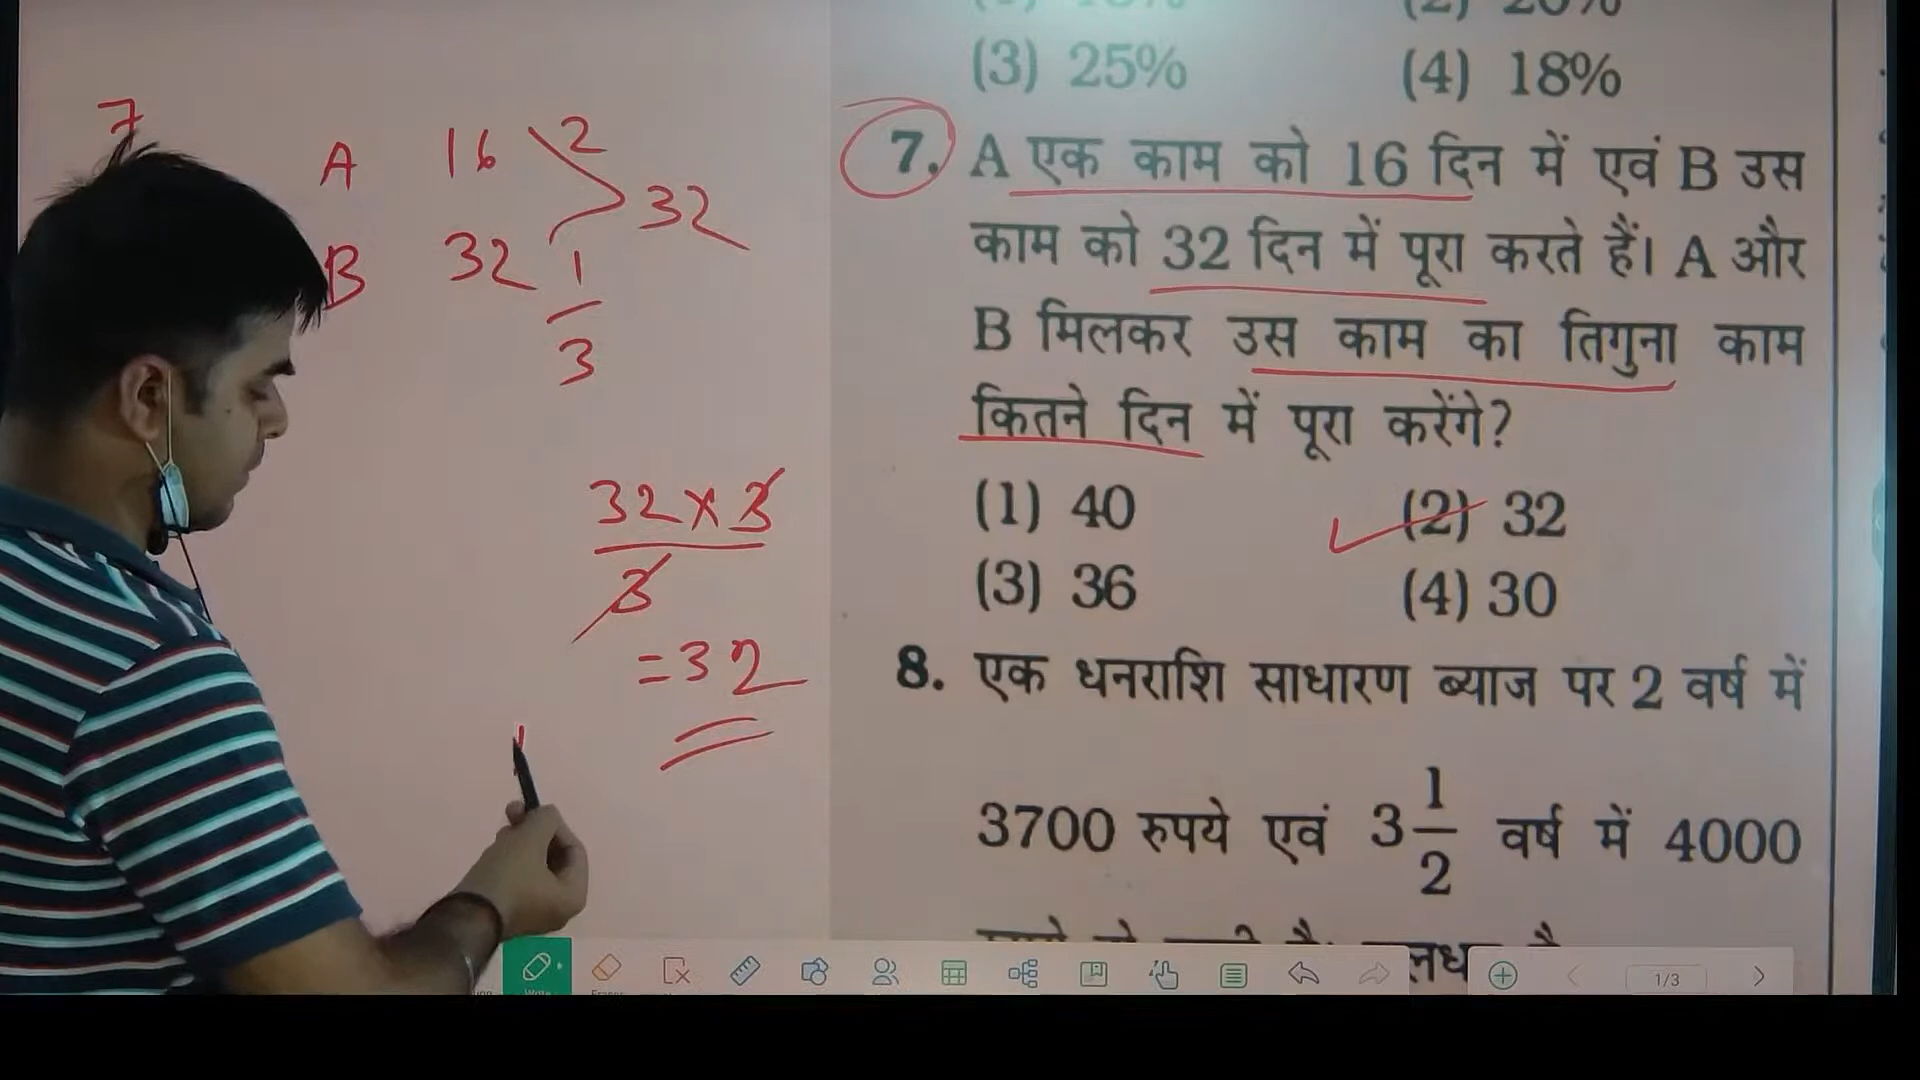 (3) 25% (4) 18%
7. A एक काम को 16 दिन में एवं B उस
काम को 32 दिन में पूरा करते हैं। A और
B मिलकर उस काम का तिगुना काम
कितने दिन में पूरा करेंगे?
(1) 40 (2) 32
(3) 36 (4) 30
8. एक धनराशि साधारण ब्याज पर 2 वर्ष में
3700 रुपये एवं 3 1/2 वर्ष में 4000
7
A 16 2
32
B 32 1
3
32 x 3
3
= 32
Write
1/3